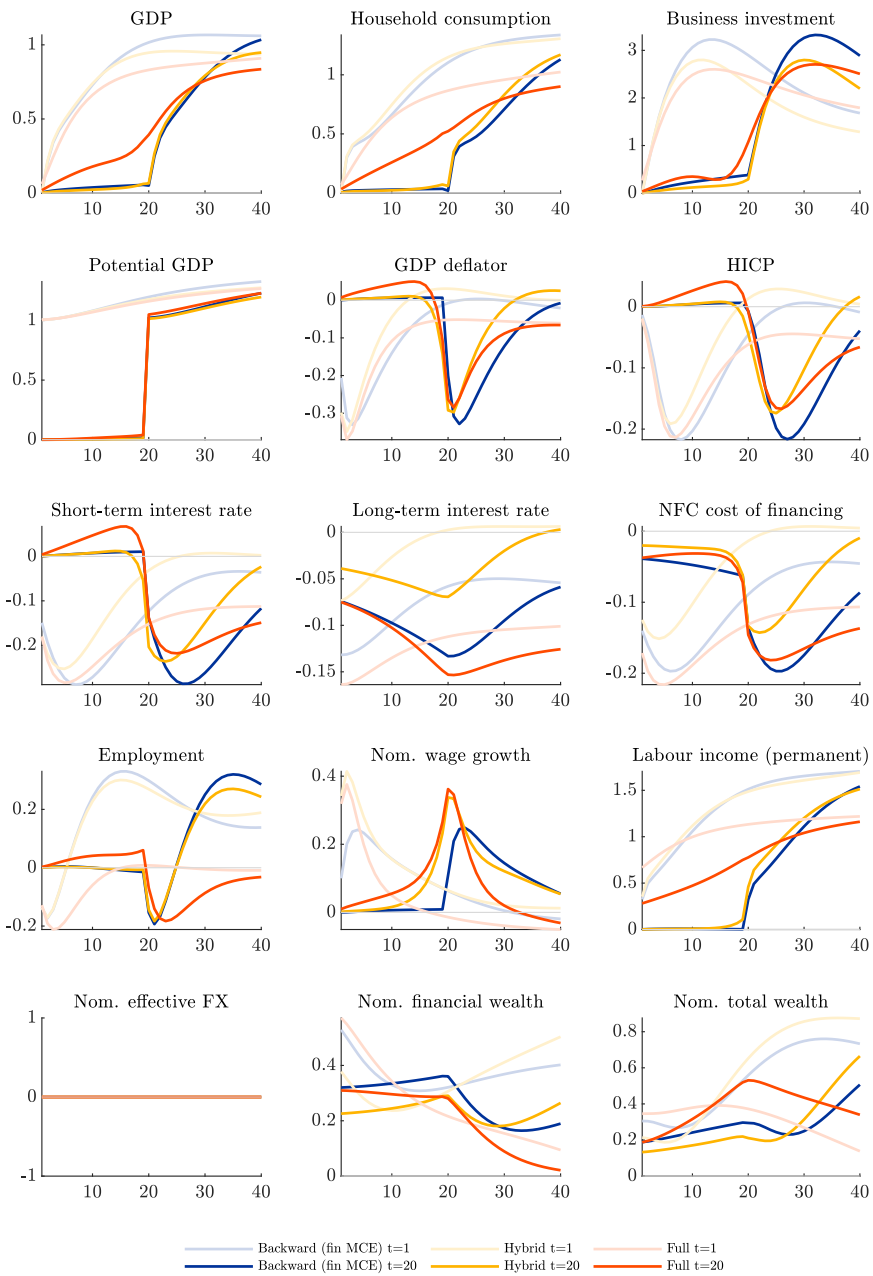 GDP Household consumption Business investment
1 1.5 3
0.5 1 2
0.5 1
0 0 0
10 20 30 40 10 20 30 40 10 20 30 40
Potential GDP GDP deflator HICP
1 0 0
0.5 -0.1 -0.1
-0.2
0 -0.3 -0.2
10 20 30 40 10 20 30 40 10 20 30 40
Short-term interest rate Long-term interest rate NFC cost of financing
0 0 0
-0.1 -0.05 -0.1
-0.1
-0.2 -0.15 -0.2
10 20 30 40 10 20 30 40 10 20 30 40
Employment Nom. wage growth Labour income (permanent)
0.2 0.4 1.5
0 0.2 1
0.5
-0.2 0 0
10 20 30 40 10 20 30 40 10 20 30 40
Nom. effective FX Nom. financial wealth Nom. total wealth
1 0.4 0.8
0.6
0 0.2 0.4
0.2
-1 0 0
10 20 30 40 10 20 30 40 10 20 30 40
Backward (fin MCE) t=1 Hybrid t=1 Full t=1
Backward (fin MCE) t=20 Hybrid t=20 Full t=20